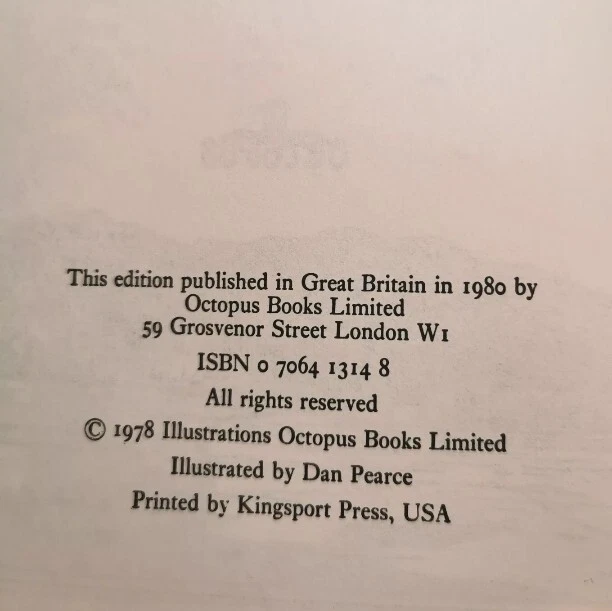 This edition published in Great Britain in 1980 by
Octopus Books Limited
59 Grosvenor Street London W1
ISBN 0 7064 1314 8
All rights reserved
© 1978 Illustrations Octopus Books Limited
Illustrated by Dan Pearce
Printed by Kingsport Press, USA